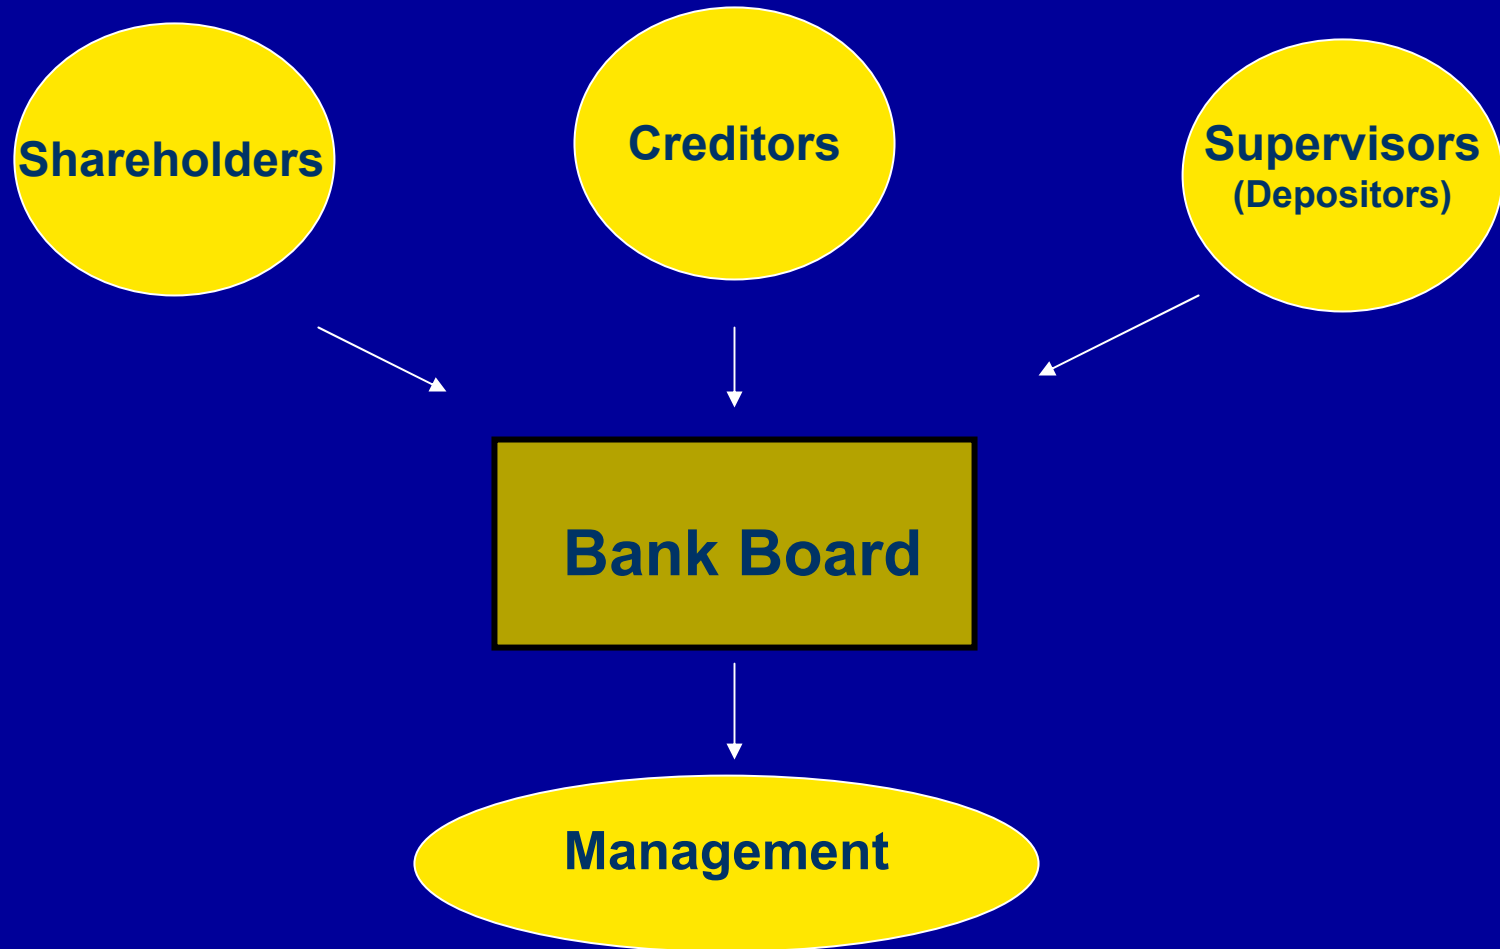 Shareholders
Creditors
Supervisors
(Depositors)
Bank Board
Management